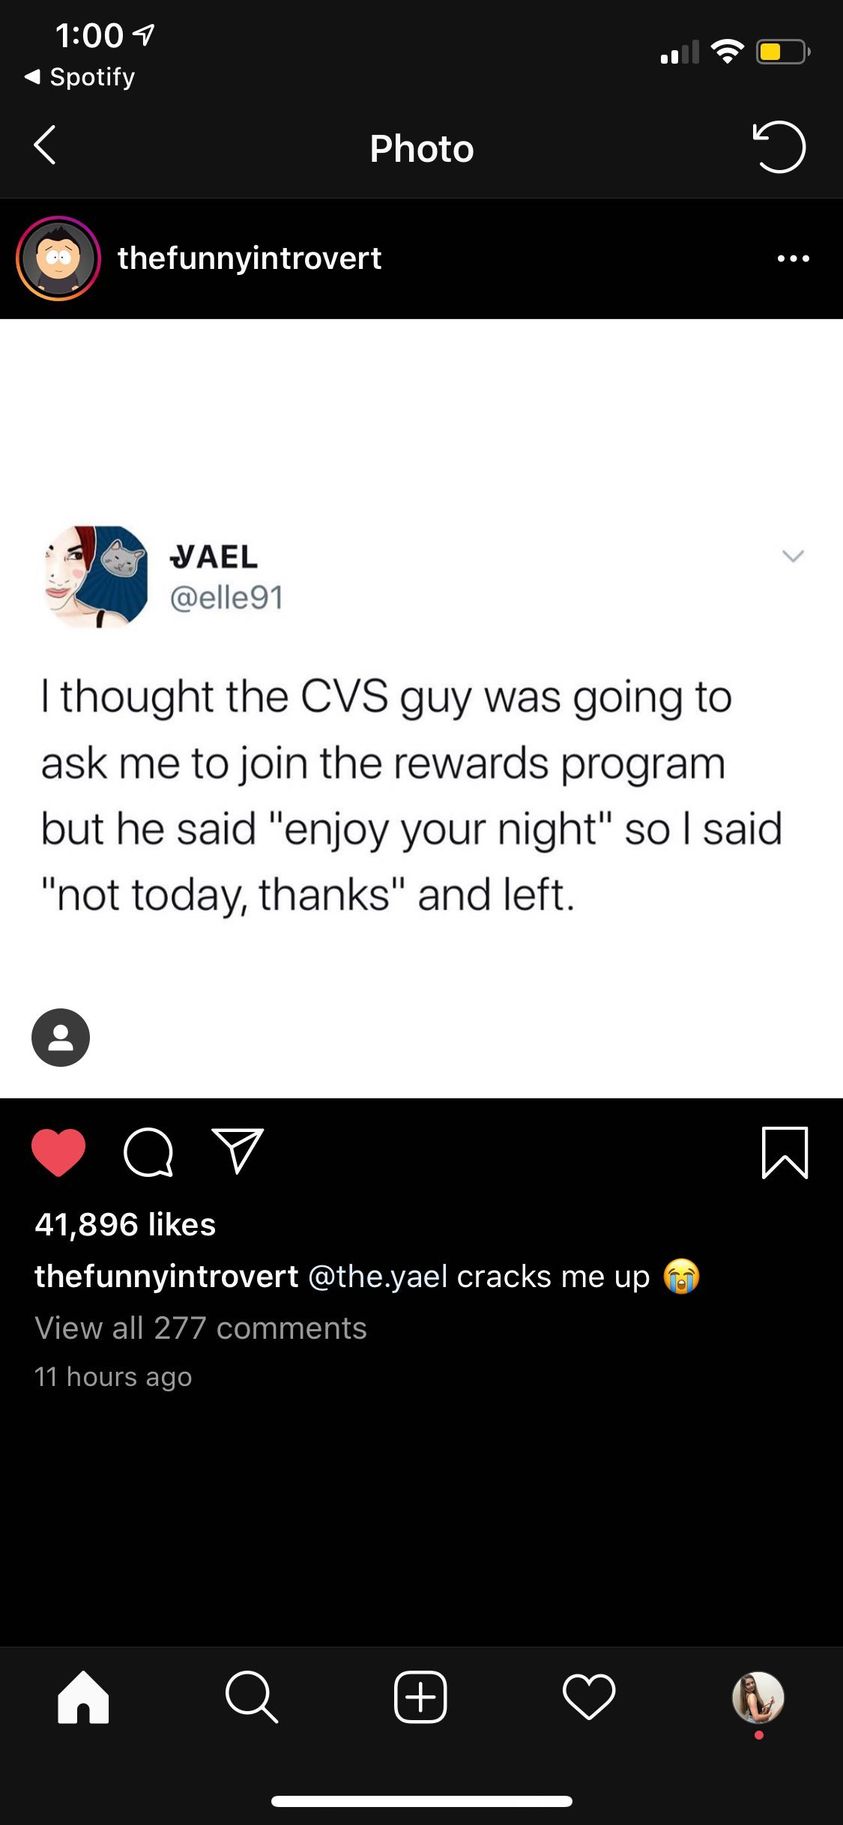 1:00
◀ Spotify
Photo
thefunnyintrovert
YAEL
@elle91
I thought the CVS guy was going to
ask me to join the rewards program
but he said "enjoy your night" so I said
"not today, thanks" and left.
41,896 likes
thefunnyintrovert @the.yael cracks me up 😭
View all 277 comments
11 hours ago